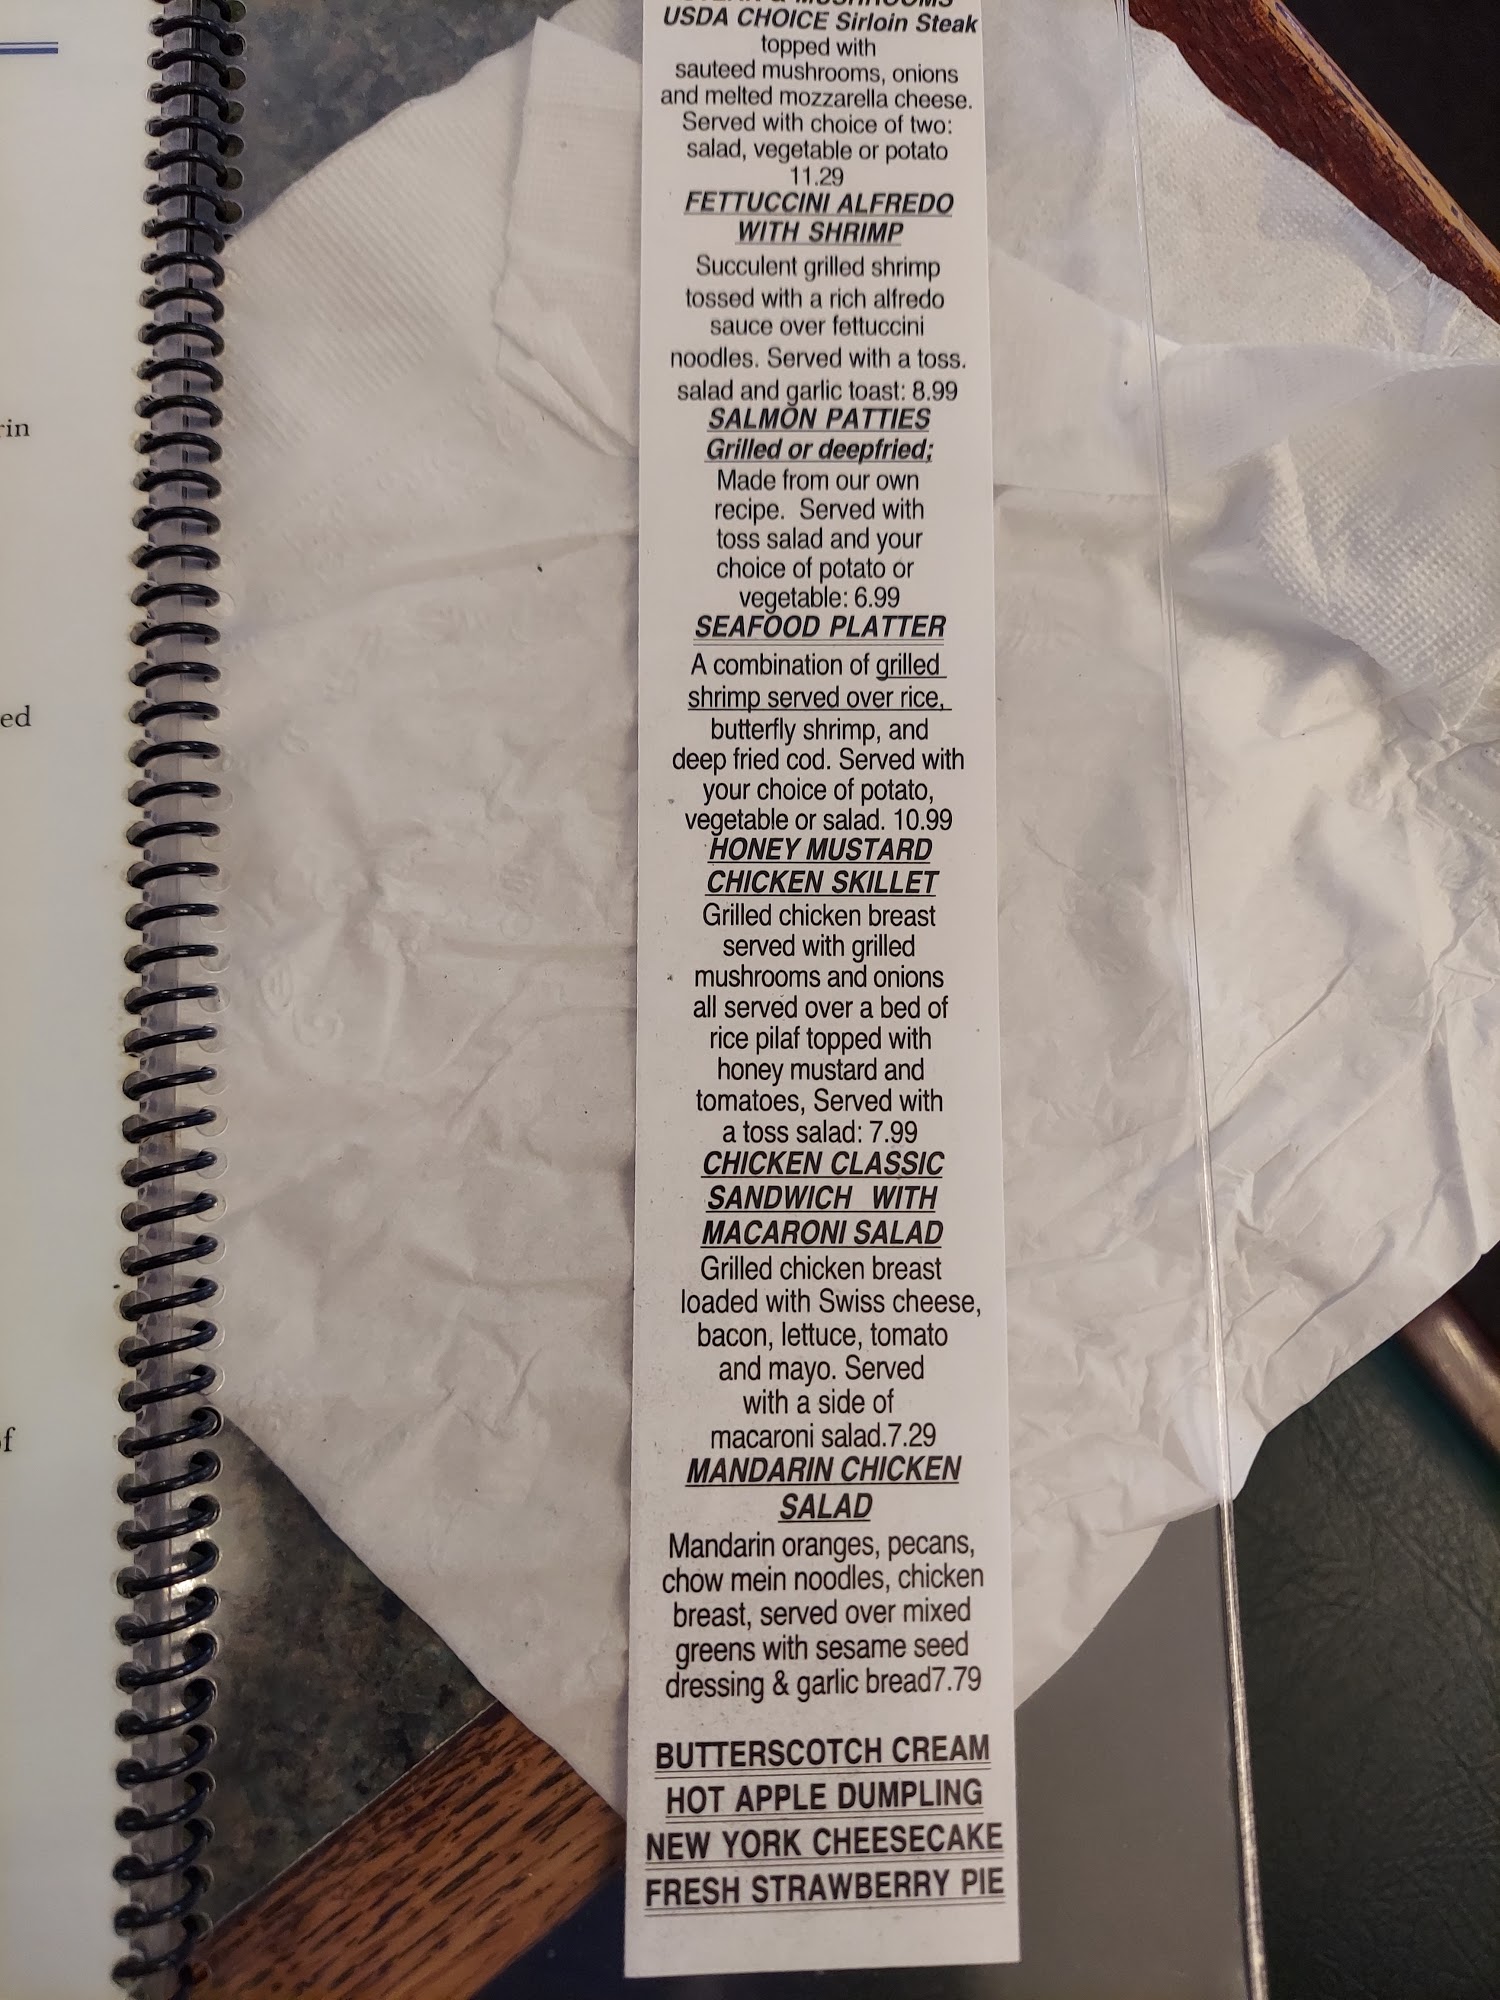 & MUSHROOMS
USDA CHOICE Sirloin Steak
topped with
sauteed mushrooms, onions
and melted mozzarella cheese.
Served with choice of two:
salad, vegetable or potato
11.29
FETTUCCINI ALFREDO
WITH SHRIMP
Succulent grilled shrimp
tossed with a rich alfredo
sauce over fettuccini
noodles. Served with a toss.
salad and garlic toast: 8.99
SALMON PATTIES
Grilled or deepfried;
Made from our own
recipe. Served with
toss salad and your
choice of potato or
vegetable: 6.99
SEAFOOD PLATTER
A combination of grilled
shrimp served over rice,
butterfly shrimp, and
deep fried cod. Served with
your choice of potato,
vegetable or salad. 10.99
HONEY MUSTARD
CHICKEN SKILLET
Grilled chicken breast
served with grilled
mushrooms and onions
all served over a bed of
rice pilaf topped with
honey mustard and
tomatoes, Served with
a toss salad: 7.99
CHICKEN CLASSIC
SANDWICH WITH
MACARONI SALAD
Grilled chicken breast
loaded with Swiss cheese,
bacon, lettuce, tomato
and mayo. Served
with a side of
macaroni salad.7.29
MANDARIN CHICKEN
SALAD
Mandarin oranges, pecans,
chow mein noodles, chicken
breast, served over mixed
greens with sesame seed
dressing & garlic bread7.79
BUTTERSCOTCH CREAM
HOT APPLE DUMPLING
NEW YORK CHEESECAKE
FRESH STRAWBERRY PIE